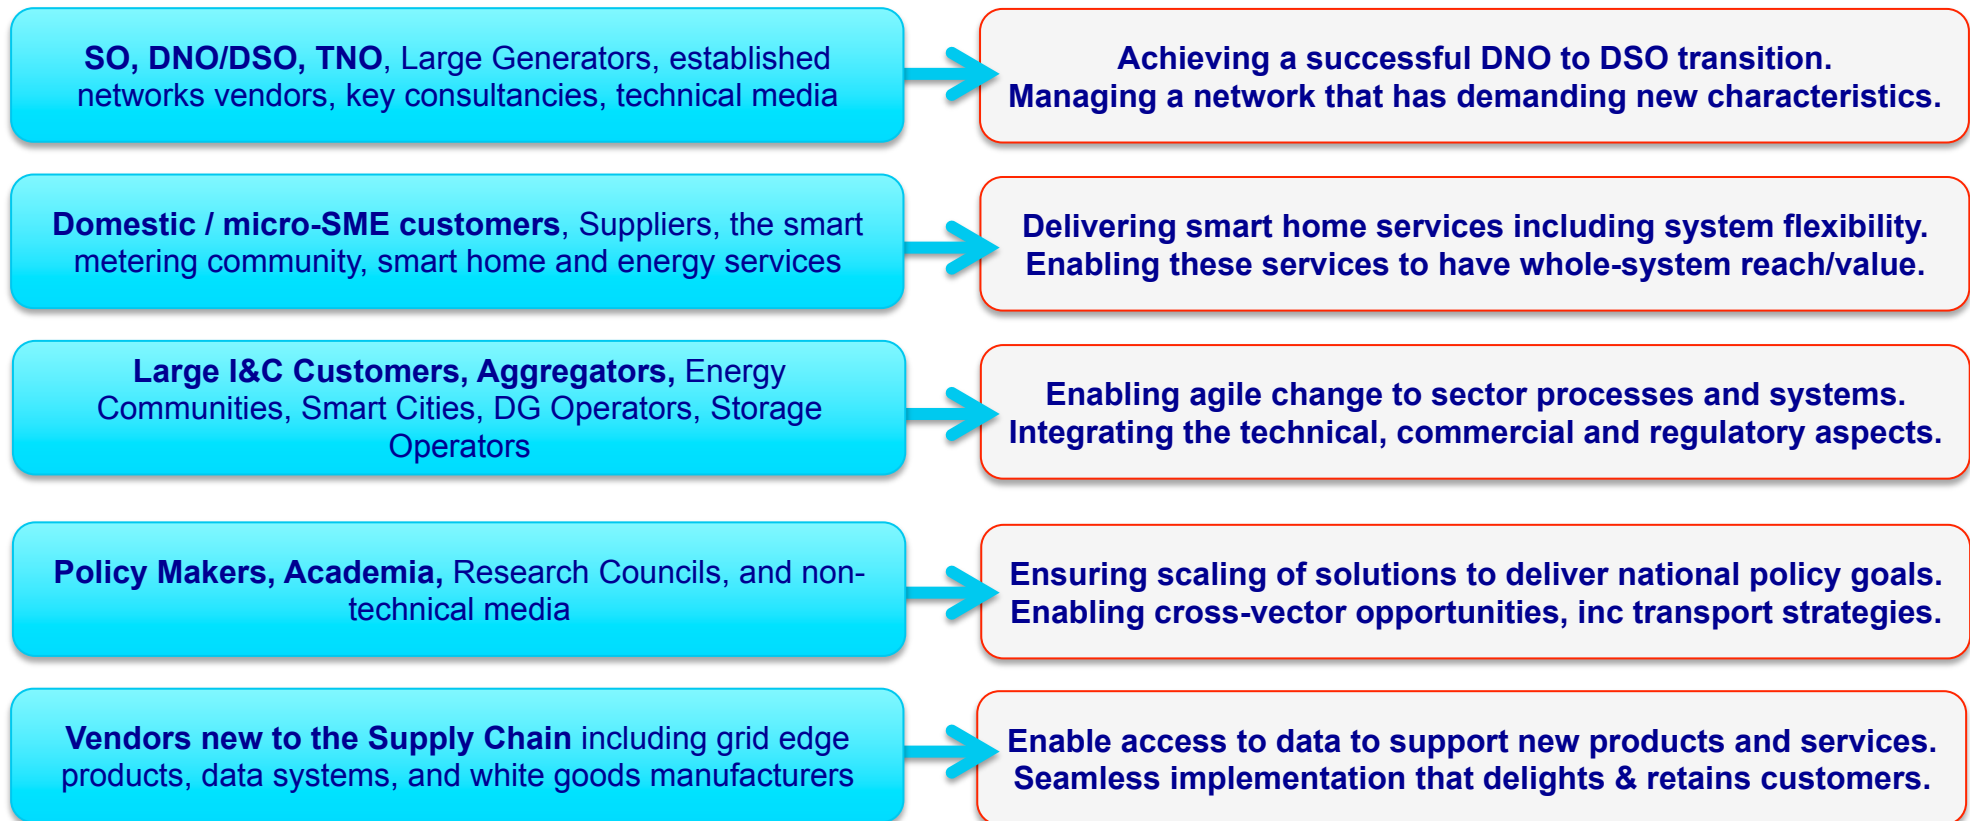 SO, DNO/DSO, TNO, Large Generators, established
networks vendors, key consultancies, technical media
Achieving a successful DNO to DSO transition.
Managing a network that has demanding new characteristics.
Domestic / micro-SME customers, Suppliers, the smart
metering community, smart home and energy services
Delivering smart home services including system flexibility.
Enabling these services to have whole-system reach/value.
Large I&C Customers, Aggregators, Energy
Communities, Smart Cities, DG Operators, Storage
Operators
Enabling agile change to sector processes and systems.
Integrating the technical, commercial and regulatory aspects.
Policy Makers, Academia, Research Councils, and non-
technical media
Ensuring scaling of solutions to deliver national policy goals.
Enabling cross-vector opportunities, inc transport strategies.
Vendors new to the Supply Chain including grid edge
products, data systems, and white goods manufacturers
Enable access to data to support new products and services.
Seamless implementation that delights & retains customers.